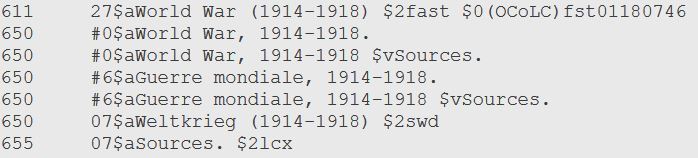 611 27$aWorld War (1914-1918) $2fast $0(OCoLC)fst01180746
650 #0$aWorld War, 1914-1918.
650 #0$aWorld War, 1914-1918 $vSources.
650 #6$aGuerre mondiale, 1914-1918.
650 #6$aGuerre mondiale, 1914-1918 $vSources.
650 07$aWeltkrieg (1914-1918) $2swd
655 07$aSources. $2lcx